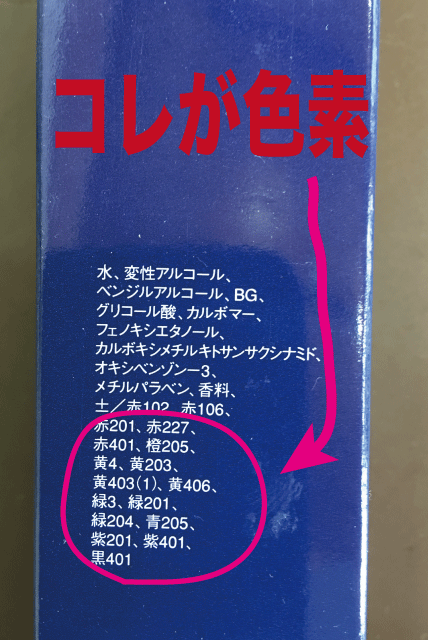 コレが色素
水、変性アルコール、
ベンジルアルコール、BG、
グリコール酸、カルボマー、
フェノキシエタノール、
カルボキシメチルキトサンサクシナミド、
オキシベンゾンー3、
メチルパラベン、香料、
±／赤102、赤106、
赤201、赤227、
赤401、橙205、
黄4、黄203、
黄403(1)、黄406、
緑3、緑201、
緑204、青205、
紫201、紫401、
黒401